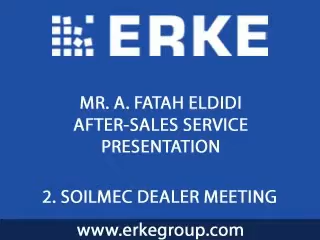 ERKE
MR. A. FATAH ELDIDI
AFTER-SALES SERVICE
PRESENTATION
2. SOILMEC DEALER MEETING
www.erkegroup.com